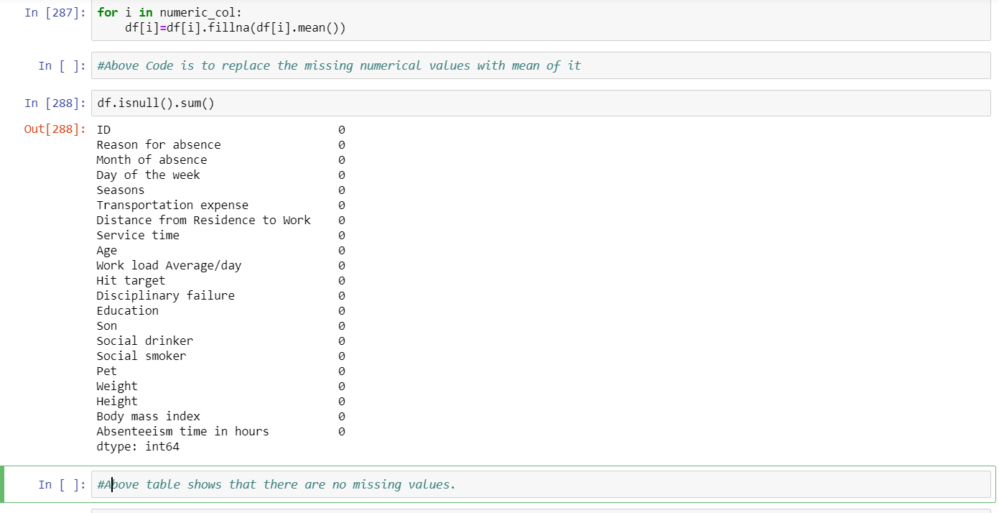 In [287]: for i in numeric_col:
df[i]=df[i].fillna(df[i].mean())
In [ ]: #Above Code is to replace the missing numerical values with mean of it
In [288]: df.isnull().sum()
Out[288]: ID 0
Reason for absence 0
Month of absence 0
Day of the week 0
Seasons 0
Transportation expense 0
Distance from Residence to Work 0
Service time 0
Age 0
Work load Average/day 0
Hit target 0
Disciplinary failure 0
Education 0
Son 0
Social drinker 0
Social smoker 0
Pet 0
Weight 0
Height 0
Body mass index 0
Absenteeism time in hours 0
dtype: int64
In [ ]: #Above table shows that there are no missing values.